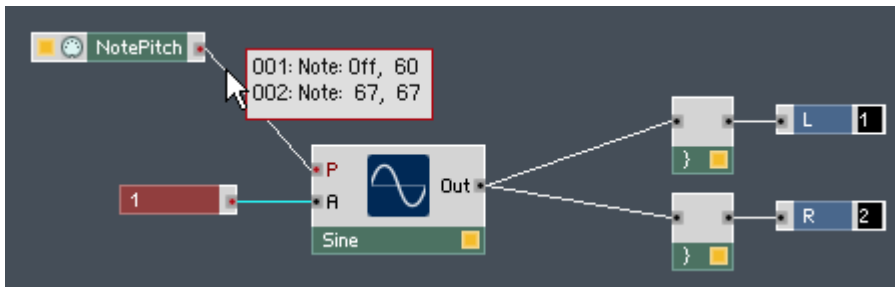 NotePitch
001: Note: Off, 60
002: Note: 67, 67
L 1
P
Out
1
A
}
R 2
Sine
}